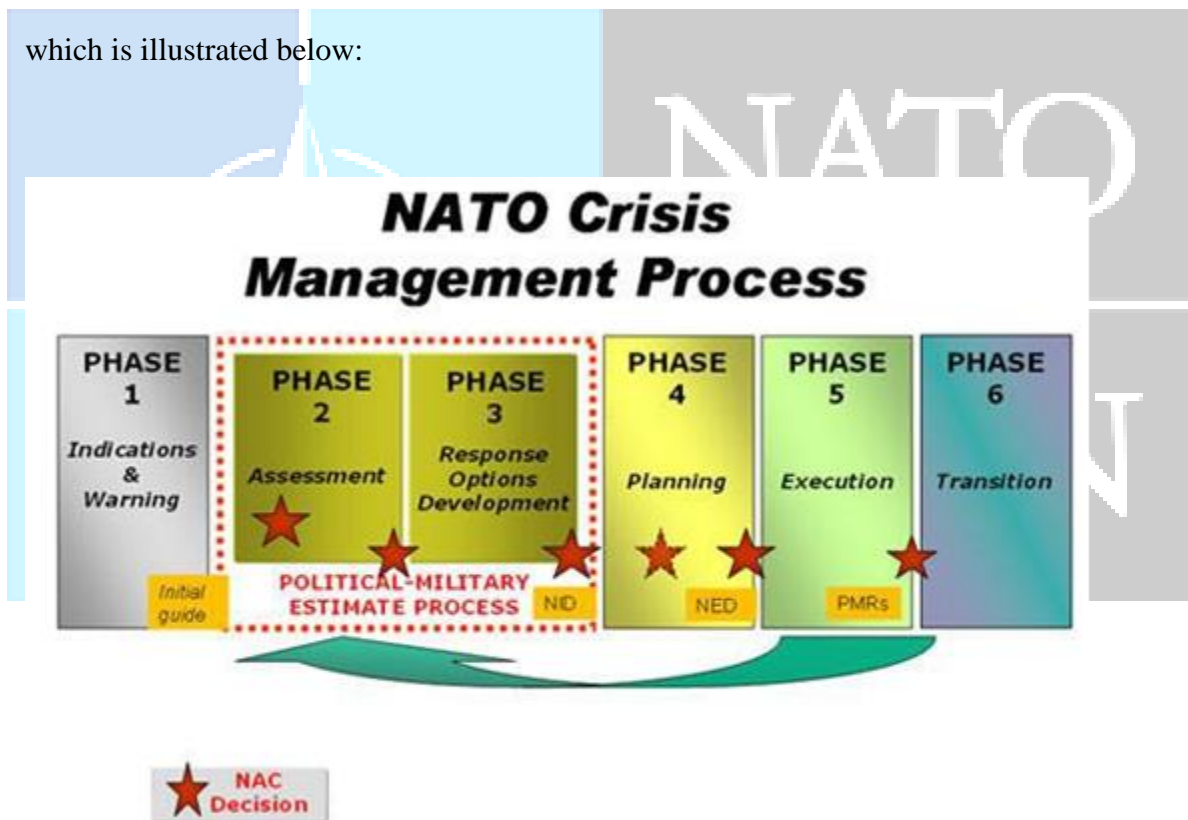 which is illustrated below:
NATO
NATO Crisis
Management Process
PHASE
1
Indications
&
Warning
Initial
guide
PHASE
2
Assessment
PHASE
3
Response
Options
Development
POLITICAL-MILITARY
ESTIMATE PROCESS
NID
PHASE
4
Planning
NED
PHASE
5
Execution
PMRs
PHASE
6
Transition
NAC
Decision